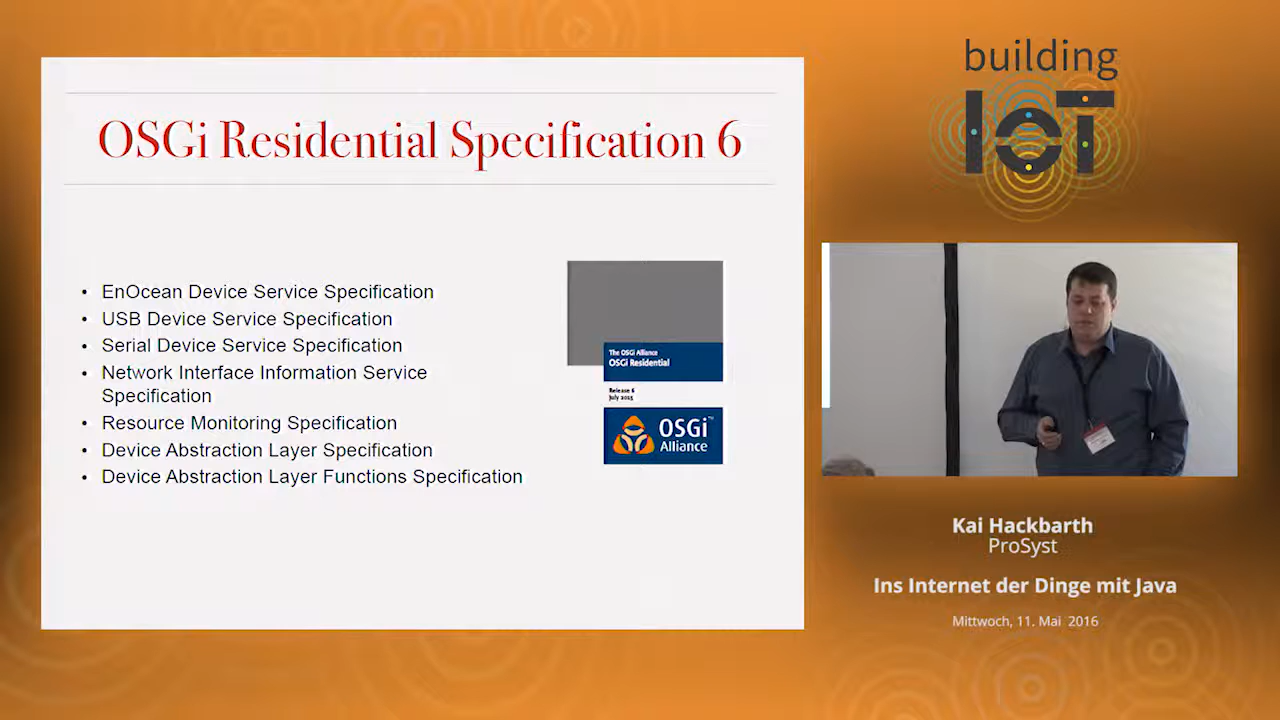 OSGi Residential Specification 6
• EnOcean Device Service Specification
• USB Device Service Specification
• Serial Device Service Specification
• Network Interface Information Service
Specification
• Resource Monitoring Specification
• Device Abstraction Layer Specification
• Device Abstraction Layer Functions Specification
The OSGi Alliance
OSGi Residential
Release 6
July 2015
OSGi™
Alliance
building
IoT
Kai Hackbarth
ProSyst
Ins Internet der Dinge mit Java
Mittwoch, 11. Mai 2016